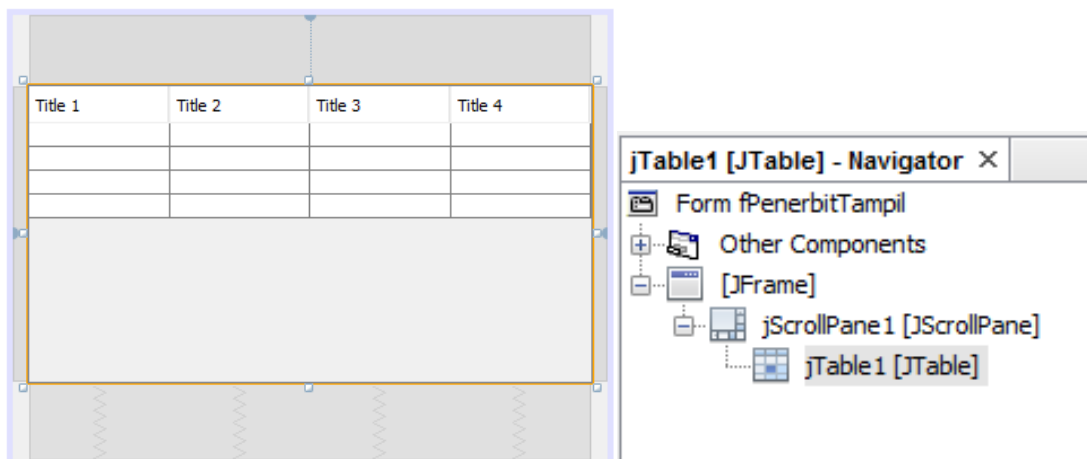 Title 1 Title 2 Title 3 Title 4
jTable1 [JTable] - Navigator ×
Form fPenerbitTampil
Other Components
[JFrame]
jScrollPane1 [JScrollPane]
jTable1 [JTable]